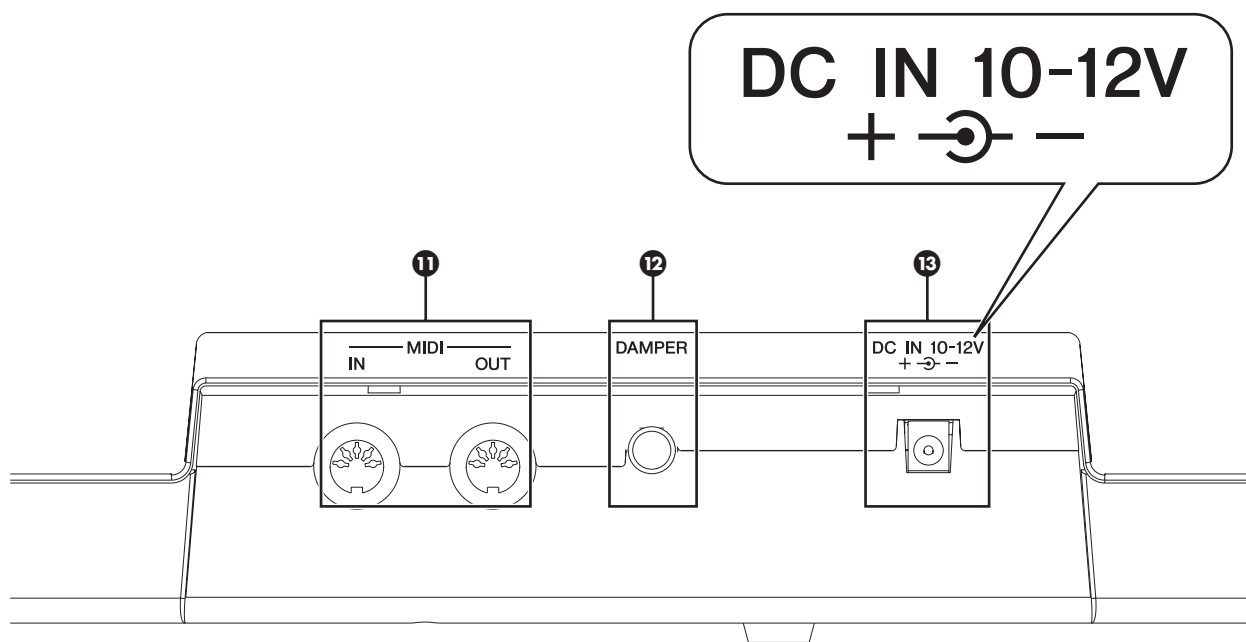 DC IN 10-12V
+ −
⓫ ⓬ ⓭
MIDI
IN OUT
DAMPER
DC IN 10-12V
+ −